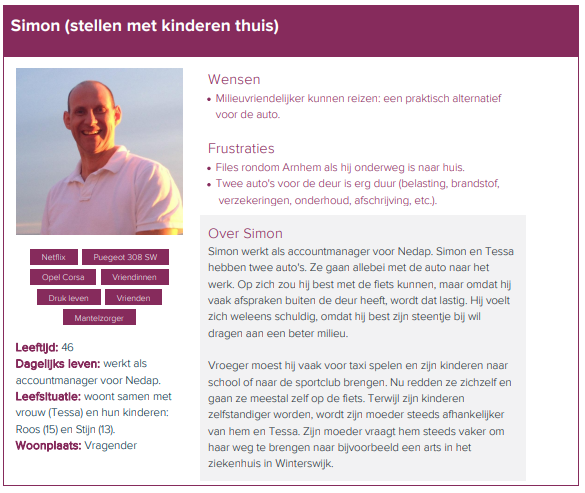 Simon (stellen met kinderen thuis)
Wensen
• Milieuvriendelijker kunnen reizen: een praktisch alternatief
voor de auto.
Frustraties
• Files rondom Arnhem als hij onderweg is naar huis.
• Twee auto's voor de deur is erg duur (belasting, brandstof,
verzekeringen, onderhoud, afschrijving, etc.).
Over Simon
Simon werkt als accountmanager voor Nedap. Simon en Tessa
hebben twee auto's. Ze gaan allebei met de auto naar het
werk. Op zich zou hij best met de fiets kunnen, maar omdat hij
vaak afspraken buiten de deur heeft, wordt dat lastig. Hij voelt
zich weleens schuldig, omdat hij best zijn steentje bij wil
dragen aan een beter milieu.
Vroeger moest hij vaak voor taxi spelen en zijn kinderen naar
school of naar de sportclub brengen. Nu redden ze zichzelf en
gaan ze meestal zelf op de fiets. Terwijl zijn kinderen
zelfstandiger worden, wordt zijn moeder steeds afhankelijker
van hem en Tessa. Zijn moeder vraagt hem steeds vaker om
haar weg te brengen naar bijvoorbeeld een arts in het
ziekenhuis in Winterswijk.
Netflix
Puegeot 308 SW
Opel Corsa
Vriendinnen
Druk leven
Vrienden
Mantelzorger
Leeftijd: 46
Dagelijks leven: werkt als
accountmanager voor Nedap.
Leefsituatie: woont samen met
vrouw (Tessa) en hun kinderen:
Roos (15) en Stijn (13).
Woonplaats: Vragender